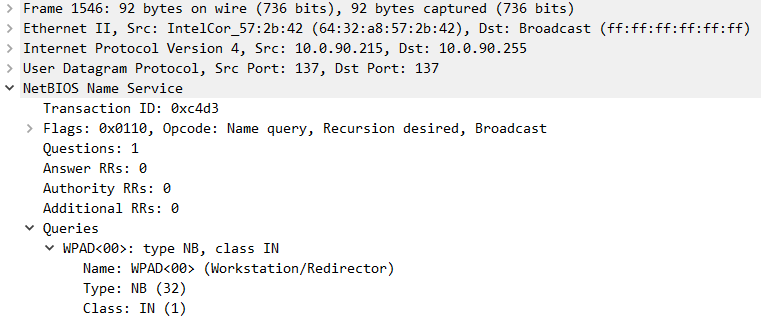 Frame 1546: 92 bytes on wire (736 bits), 92 bytes captured (736 bits)
Ethernet II, Src: IntelCor_57:2b:42 (64:32:a8:57:2b:42), Dst: Broadcast (ff:ff:ff:ff:ff:ff)
Internet Protocol Version 4, Src: 10.0.90.215, Dst: 10.0.90.255
User Datagram Protocol, Src Port: 137, Dst Port: 137
NetBIOS Name Service
Transaction ID: 0xc4d3
Flags: 0x0110, Opcode: Name query, Recursion desired, Broadcast
Questions: 1
Answer RRs: 0
Authority RRs: 0
Additional RRs: 0
Queries
WPAD<00>: type NB, class IN
Name: WPAD<00> (Workstation/Redirector)
Type: NB (32)
Class: IN (1)